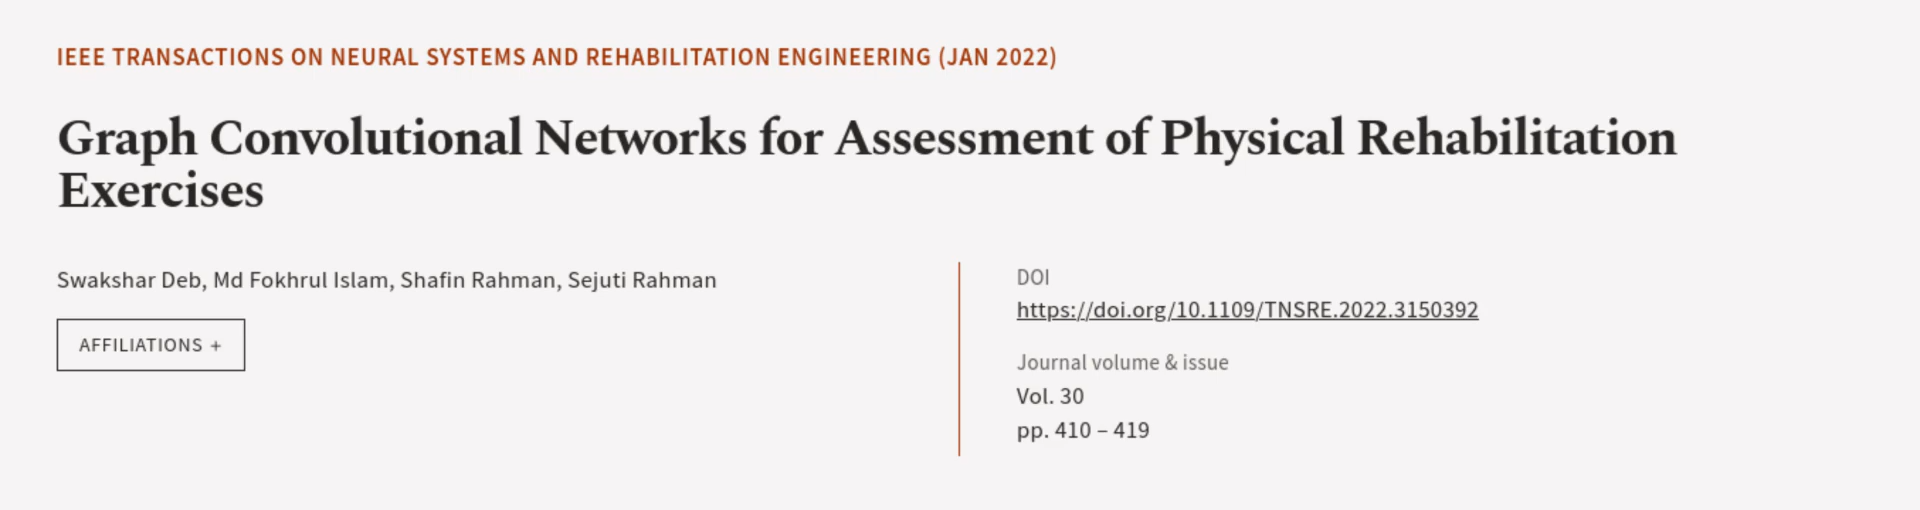 IEEE TRANSACTIONS ON NEURAL SYSTEMS AND REHABILITATION ENGINEERING (JAN 2022)
Graph Convolutional Networks for Assessment of Physical Rehabilitation
Exercises
Swakshar Deb, Md Fokhrul Islam, Shafin Rahman, Sejuti Rahman
AFFILIATIONS +
DOI
https://doi.org/10.1109/TNSRE.2022.3150392
Journal volume & issue
Vol. 30
pp. 410 – 419